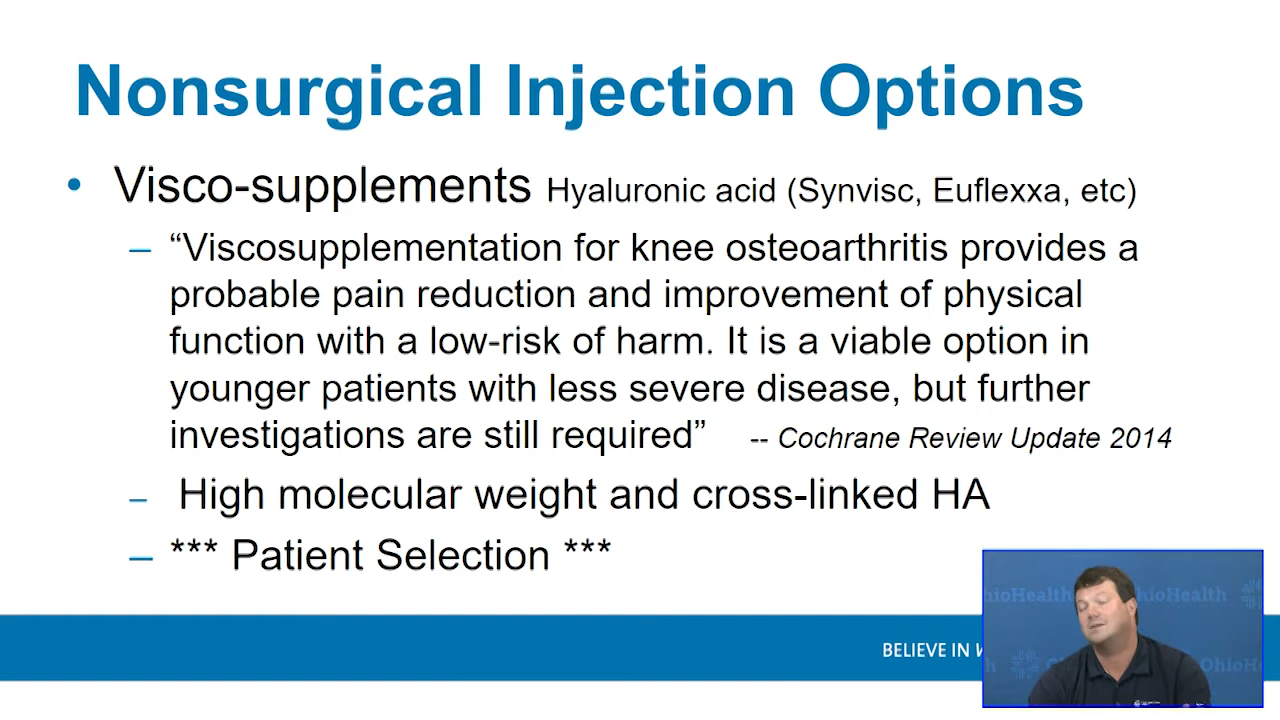 Nonsurgical Injection Options
• Visco-supplements Hyaluronic acid (Synvisc, Euflexxa, etc)
– “Viscosupplementation for knee osteoarthritis provides a
probable pain reduction and improvement of physical
function with a low-risk of harm. It is a viable option in
younger patients with less severe disease, but further
investigations are still required” -- Cochrane Review Update 2014
– High molecular weight and cross-linked HA
– *** Patient Selection ***
BELIEVE IN
OhioHealth